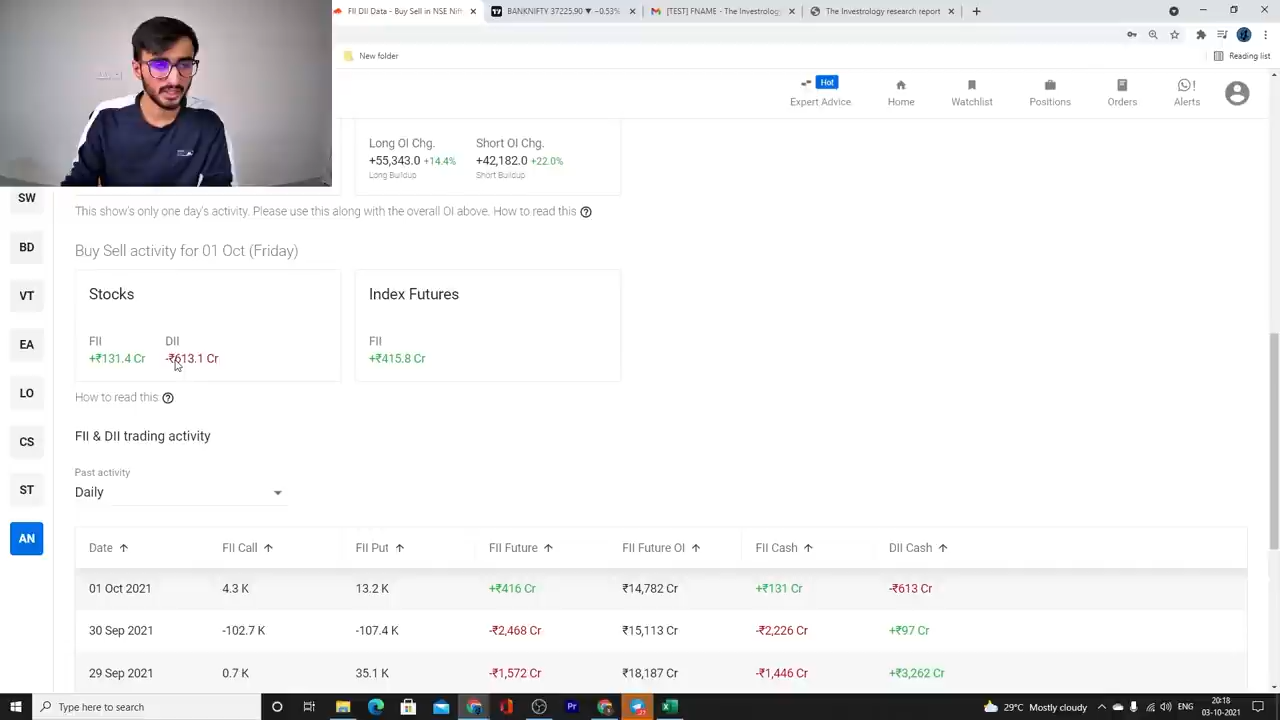 FII DII Data - Buy Sell in NSE Nift
BANKNIFTY 37225.90 ▼ −0.53%
[TEST] FNAME - The Investrology
The Investrology research report
New folder
Reading list
Hot
Expert Advice
Home
Watchlist
Positions
Orders
Alerts
Long OI Chg.
Short OI Chg.
+55,343.0 +14.4%
+42,182.0 +22.0%
Long Buildup
Short Buildup
SW
This show's only one day's activity. Please use this along with the overall OI above. How to read this
BD
Buy Sell activity for 01 Oct (Friday)
VT
Stocks
Index Futures
EA
FII
DII
FII
+₹131.4 Cr
-₹613.1 Cr
+₹415.8 Cr
LO
How to read this
CS
FII & DII trading activity
Past activity
ST
Daily
AN
Date
FII Call
FII Put
FII Future
FII Future OI
FII Cash
DII Cash
01 Oct 2021
4.3 K
13.2 K
+₹416 Cr
₹14,782 Cr
+₹131 Cr
-₹613 Cr
30 Sep 2021
-102.7 K
-107.4 K
-₹2,468 Cr
₹15,113 Cr
-₹2,226 Cr
+₹97 Cr
29 Sep 2021
0.7 K
35.1 K
-₹1,572 Cr
₹18,187 Cr
-₹1,446 Cr
+₹3,262 Cr
Type here to search
29°C Mostly cloudy
ENG
20:18
03-10-2021